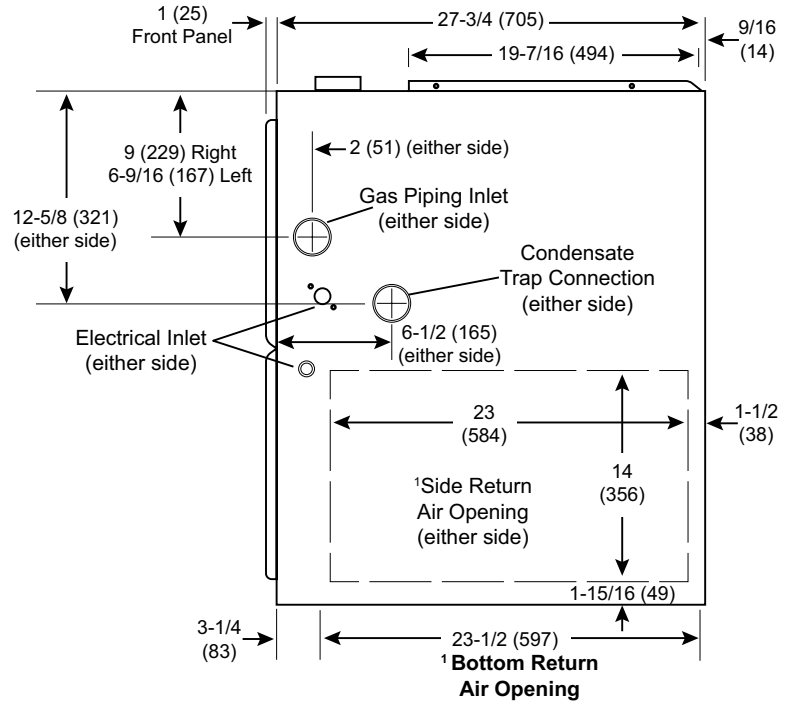 1 (25)
Front Panel
27-3/4 (705)
9/16
(14)
19-7/16 (494)
9 (229) Right
6-9/16 (167) Left
2 (51) (either side)
12-5/8 (321)
(either side)
Gas Piping Inlet
(either side)
Condensate
Trap Connection
(either side)
Electrical Inlet
(either side)
6-1/2 (165)
(either side)
23
(584)
1-1/2
(38)
14
(356)
¹Side Return
Air Opening
(either side)
1-15/16 (49)
3-1/4
(83)
23-1/2 (597)
¹ Bottom Return
Air Opening